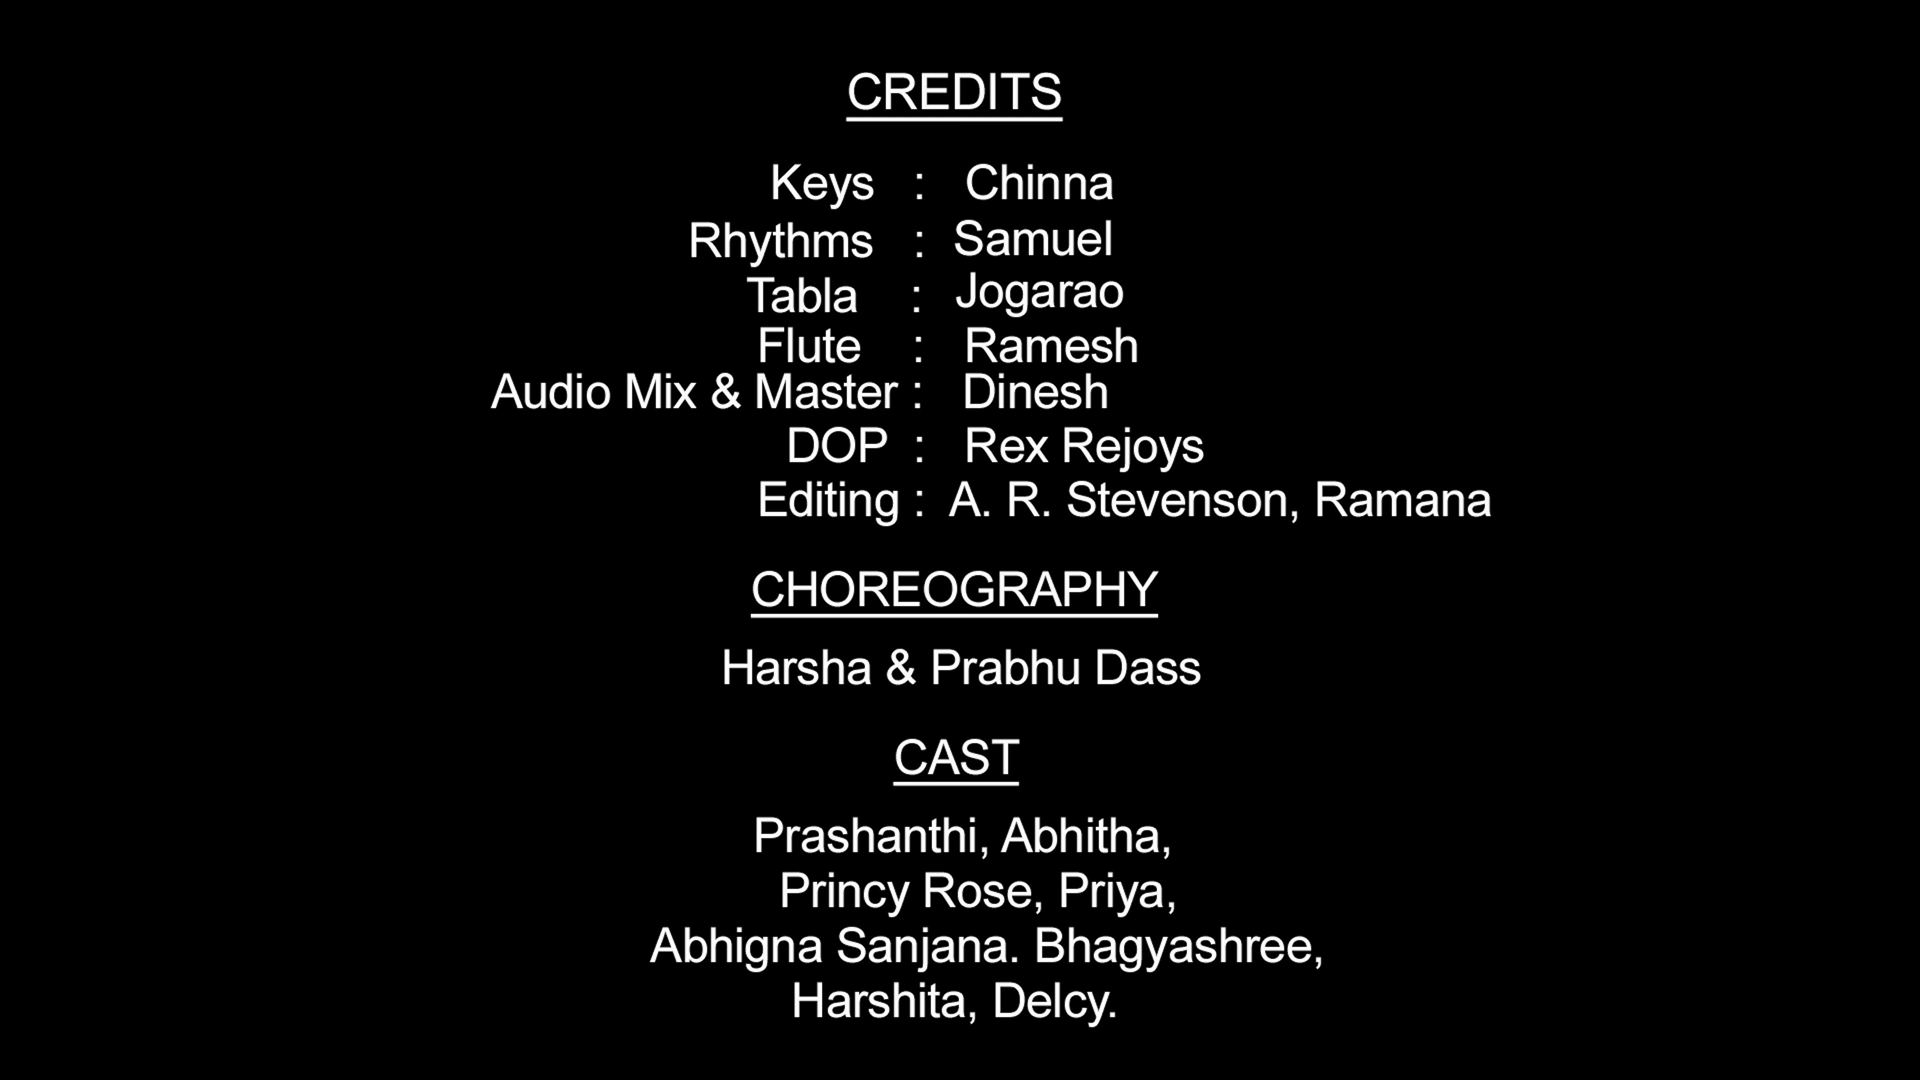 CREDITS
Keys : Chinna
Rhythms : Samuel
Tabla : Jogarao
Flute : Ramesh
Audio Mix & Master : Dinesh
DOP : Rex Rejoys
Editing : A. R. Stevenson, Ramana
CHOREOGRAPHY
Harsha & Prabhu Dass
CAST
Prashanthi, Abhitha,
Princy Rose, Priya,
Abhigna Sanjana. Bhagyashree,
Harshita, Delcy.